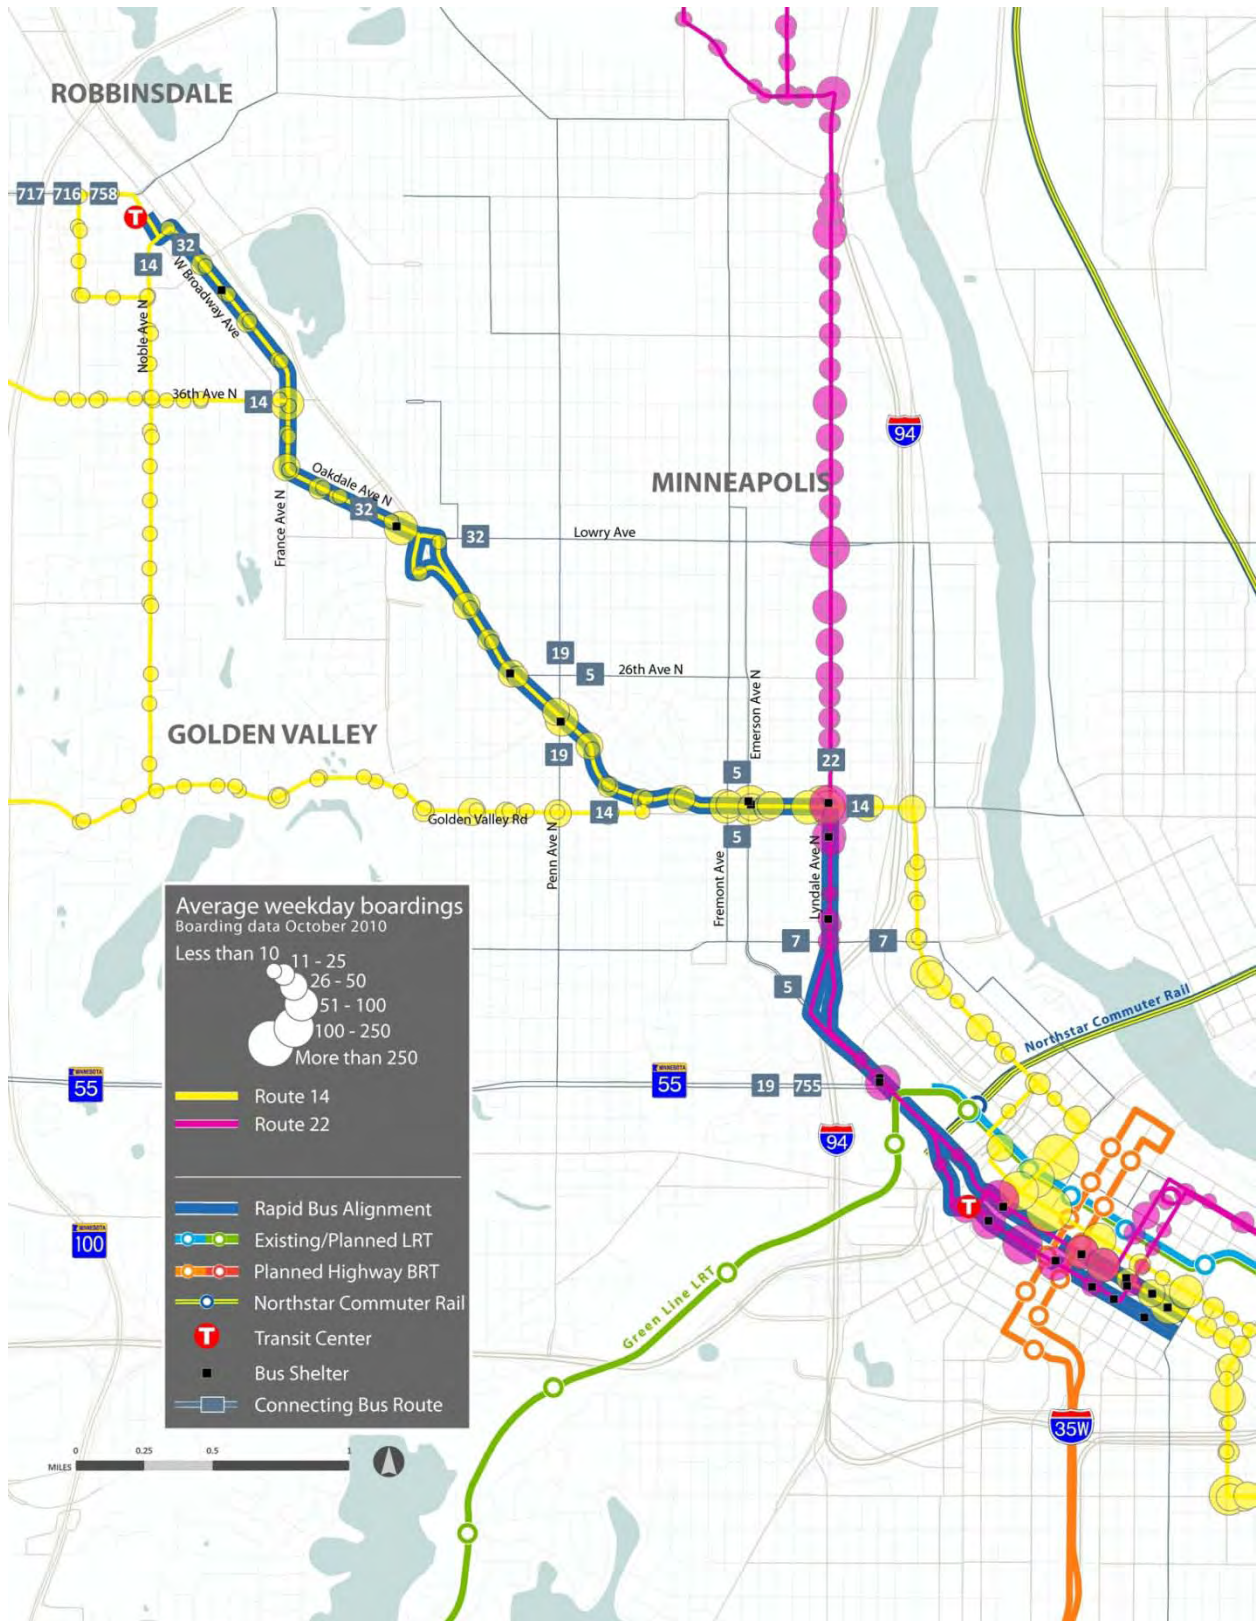 ROBBINSDALE
717 716 758
T
32
14
W Broadway Ave
Noble Ave N
36th Ave N
14
94
MINNEAPOLIS
Oakdale Ave N
32
France Ave N
32
Lowry Ave
19
5
26th Ave N
Emerson Ave N
GOLDEN VALLEY
19
5
22
14
14
Golden Valley Rd
5
Penn Ave N
Fremont Ave
Lyndale Ave N
7
7
5
Northstar Commuter Rail
55
55
19 755
94
T
100
Green Line LRT
35W
Average weekday boardings
Boarding data October 2010
Less than 10
11 - 25
26 - 50
51 - 100
100 - 250
More than 250
Route 14
Route 22
Rapid Bus Alignment
Existing/Planned LRT
Planned Highway BRT
Northstar Commuter Rail
T Transit Center
Bus Shelter
Connecting Bus Route
0 0.25 0.5 1
MILES